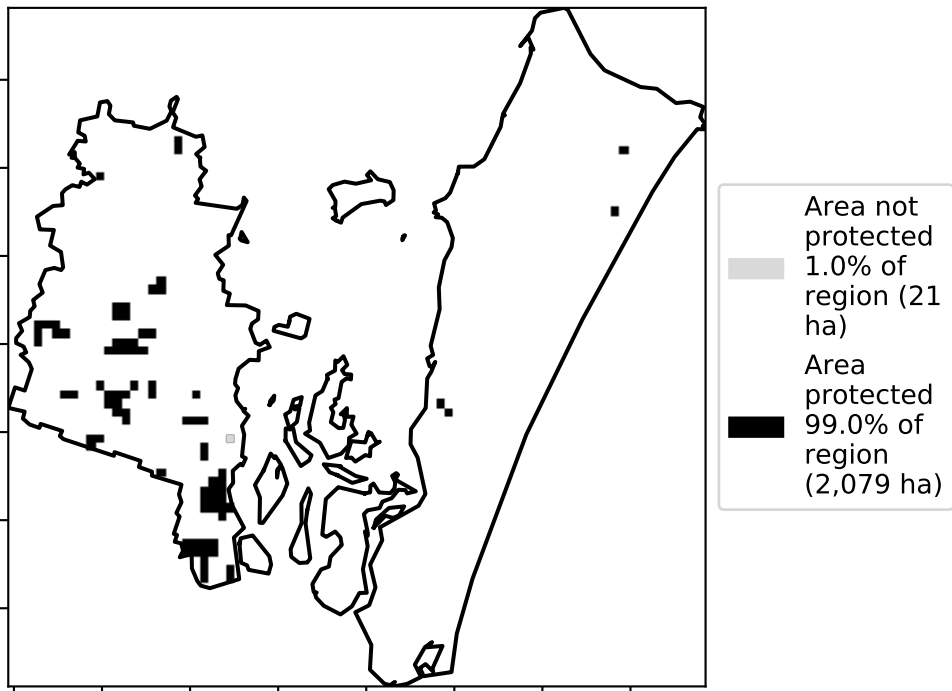 Area not
protected
1.0% of
region (21
ha)
Area
protected
99.0% of
region
(2,079 ha)